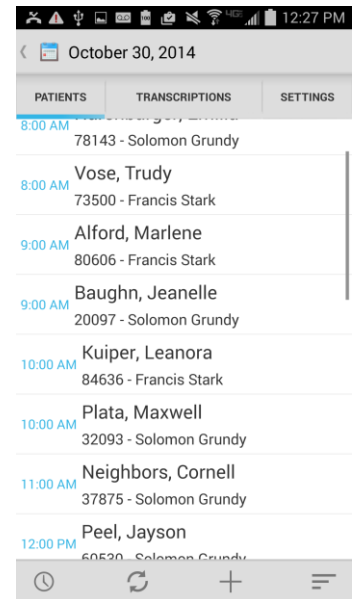 12:27 PM
October 30, 2014
PATIENTS TRANSCRIPTIONS SETTINGS
8:00 AM
78143 - Solomon Grundy
8:00 AM Vose, Trudy
73500 - Francis Stark
9:00 AM Alford, Marlene
80606 - Francis Stark
9:00 AM Baughn, Jeanelle
20097 - Solomon Grundy
10:00 AM Kuiper, Leanora
84636 - Francis Stark
10:00 AM Plata, Maxwell
32093 - Solomon Grundy
11:00 AM Neighbors, Cornell
37875 - Solomon Grundy
12:00 PM Peel, Jayson
Solomon Grundy